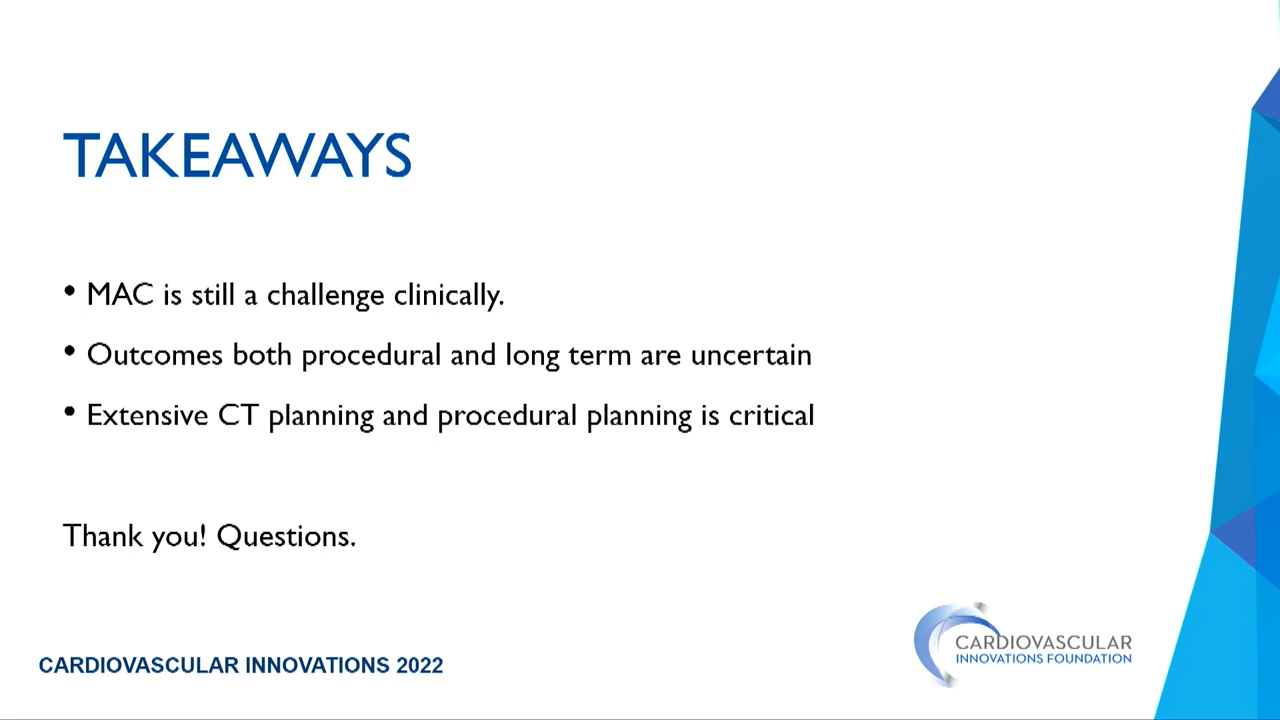 TAKEAWAYS
• MAC is still a challenge clinically.
• Outcomes both procedural and long term are uncertain
• Extensive CT planning and procedural planning is critical
Thank you! Questions.
CARDIOVASCULAR
INNOVATIONS FOUNDATION
CARDIOVASCULAR INNOVATIONS 2022